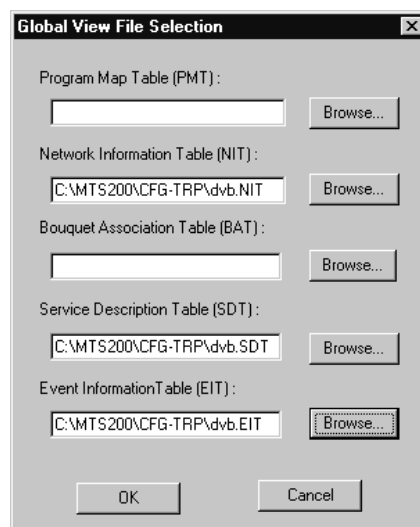 Global View File Selection
Program Map Table (PMT) :
Browse...
Network Information Table (NIT) :
C:\MTS200\CFG-TRP\dvb.NIT
Browse...
Bouquet Association Table (BAT) :
Browse...
Service Description Table (SDT) :
C:\MTS200\CFG-TRP\dvb.SDT
Browse...
Event InformationTable (EIT) :
C:\MTS200\CFG-TRP\dvb.EIT
Browse...
OK
Cancel